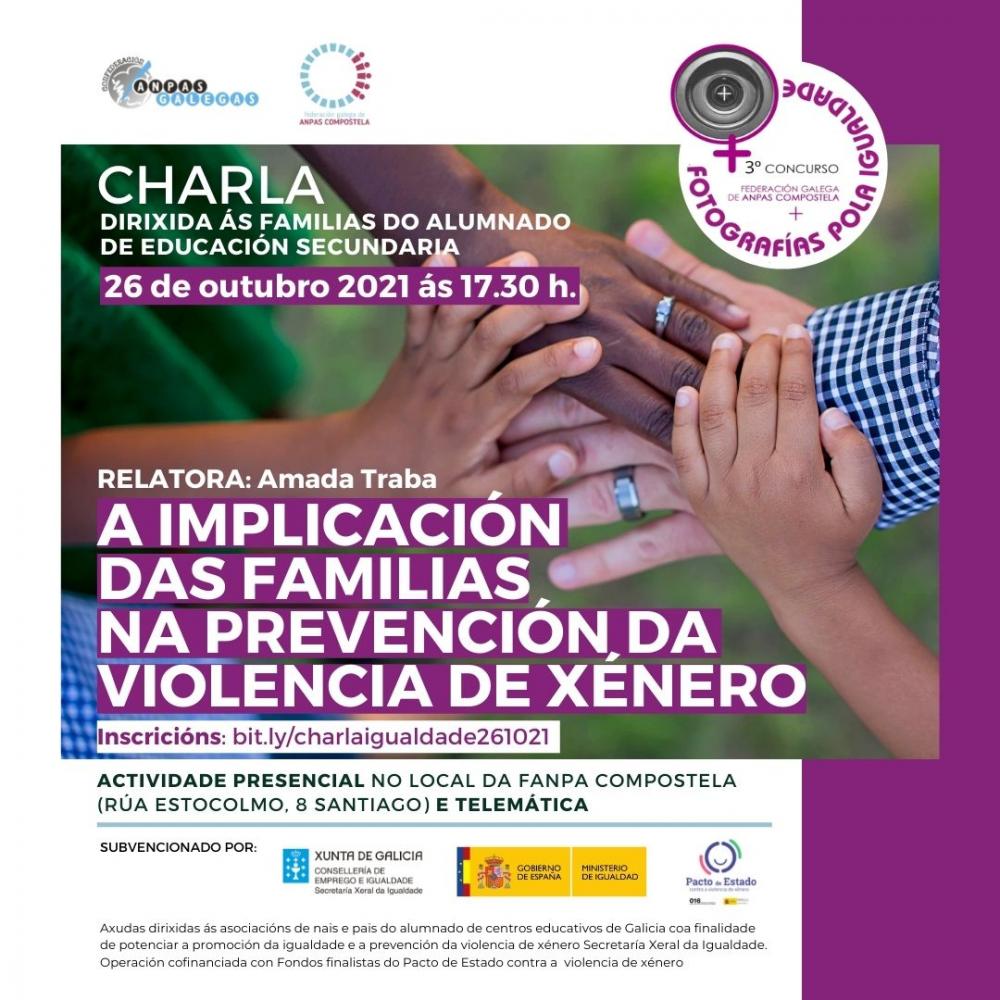 CONFEDERACIÓN
ANPAS
GALEGAS
federación galega de
ANPAS COMPOSTELA
3º CONCURSO
FEDERACIÓN GALEGA
DE ANPAS COMPOSTELA
FOTOGRAFÍAS POLA IGUALDADE
CHARLA
DIRIXIDA ÁS FAMILIAS DO ALUMNADO
DE EDUCACIÓN SECUNDARIA
26 de outubro 2021 ás 17.30 h.
RELATORA: Amada Traba
A IMPLICACIÓN
DAS FAMILIAS
NA PREVENCIÓN DA
VIOLENCIA DE XÉNERO
Inscricións: bit.ly/charlaigualdade261021
ACTIVIDADE PRESENCIAL NO LOCAL DA FANPA COMPOSTELA
(RÚA ESTOCOLMO, 8 SANTIAGO) E TELEMÁTICA
SUBVENCIONADO POR:
XUNTA DE GALICIA
CONSELLERÍA DE
EMPREGO E IGUALDADE
Secretaría Xeral da Igualdade
GOBIERNO
DE ESPAÑA
MINISTERIO
DE IGUALDAD
Pacto de Estado
contra a violencia de xénero
016
Axudas dirixidas ás asociacións de nais e pais do alumnado de centros educativos de Galicia coa finalidade
de potenciar a promoción da igualdade e a prevención da violencia de xénero Secretaría Xeral da Igualdade.
Operación cofinanciada con Fondos finalistas do Pacto de Estado contra a violencia de xénero